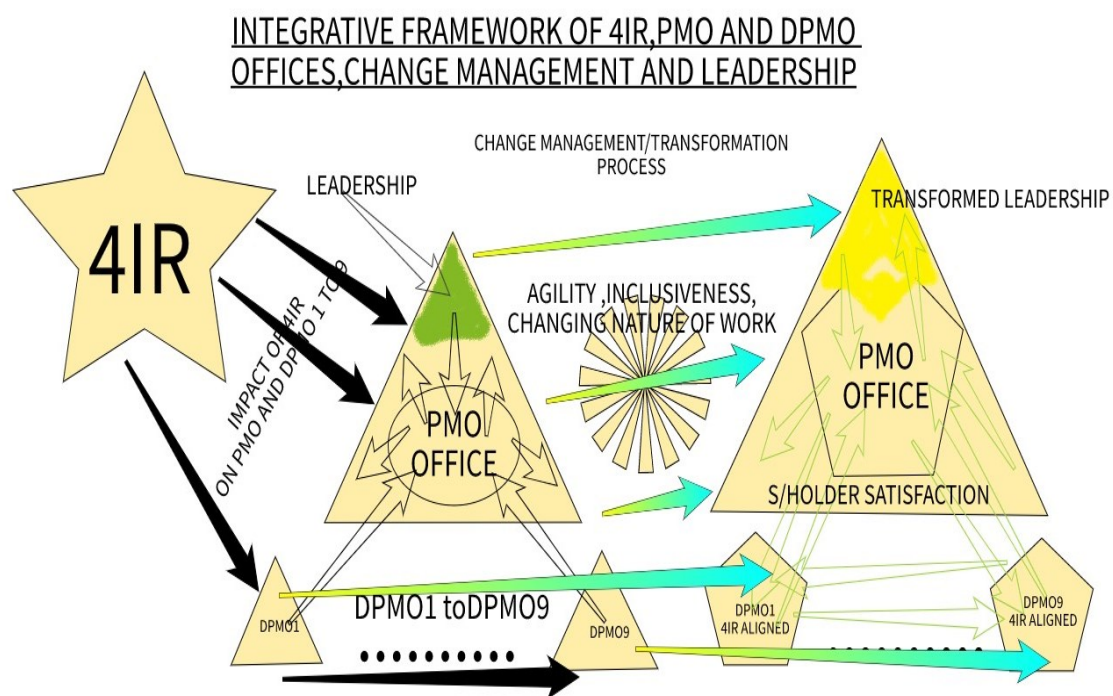 INTEGRATIVE FRAMEWORK OF 4IR,PMO AND DPMO
OFFICES,CHANGE MANAGEMENT AND LEADERSHIP
4IR
LEADERSHIP
CHANGE MANAGEMENT/TRANSFORMATION
PROCESS
TRANSFORMED LEADERSHIP
IMPACT OF 4IR
ON PMO AND DPMO 1 TO 9
AGILITY ,INCLUSIVENESS,
CHANGING NATURE OF WORK
PMO
OFFICE
PMO
OFFICE
S/HOLDER SATISFACTION
DPMO1
DPMO1 toDPMO9
DPMO9
DPMO1
4IR ALIGNED
DPMO9
4IR ALIGNED